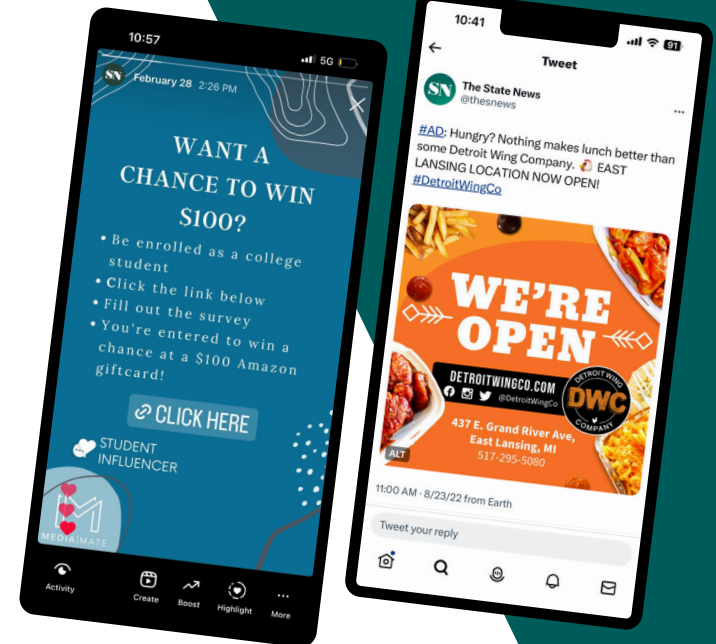 10:57
5G
SN
February 28 2:26 PM
WANT A
CHANCE TO WIN
$100?
• Be enrolled as a college
student
• Click the link below
• Fill out the survey
• You're entered to win a
chance at a $100 Amazon
giftcard!
CLICK HERE
STUDENT
INFLUENCER
M
MEDIA|MATE
Activity
Create
Boost
Highlight
More
10:41
91
Tweet
SN
The State News
@thesnews
#AD: Hungry? Nothing makes lunch better than
some Detroit Wing Company. EAST
LANSING LOCATION NOW OPEN!
#DetroitWingCo
WE'RE
OPEN
DETROITWINGCO.COM
@DetroitWingCo
DETROIT WING
DWC
COMPANY
437 E. Grand River Ave,
East Lansing, MI
517-295-5080
ALT
11:00 AM · 8/23/22 from Earth
Tweet your reply